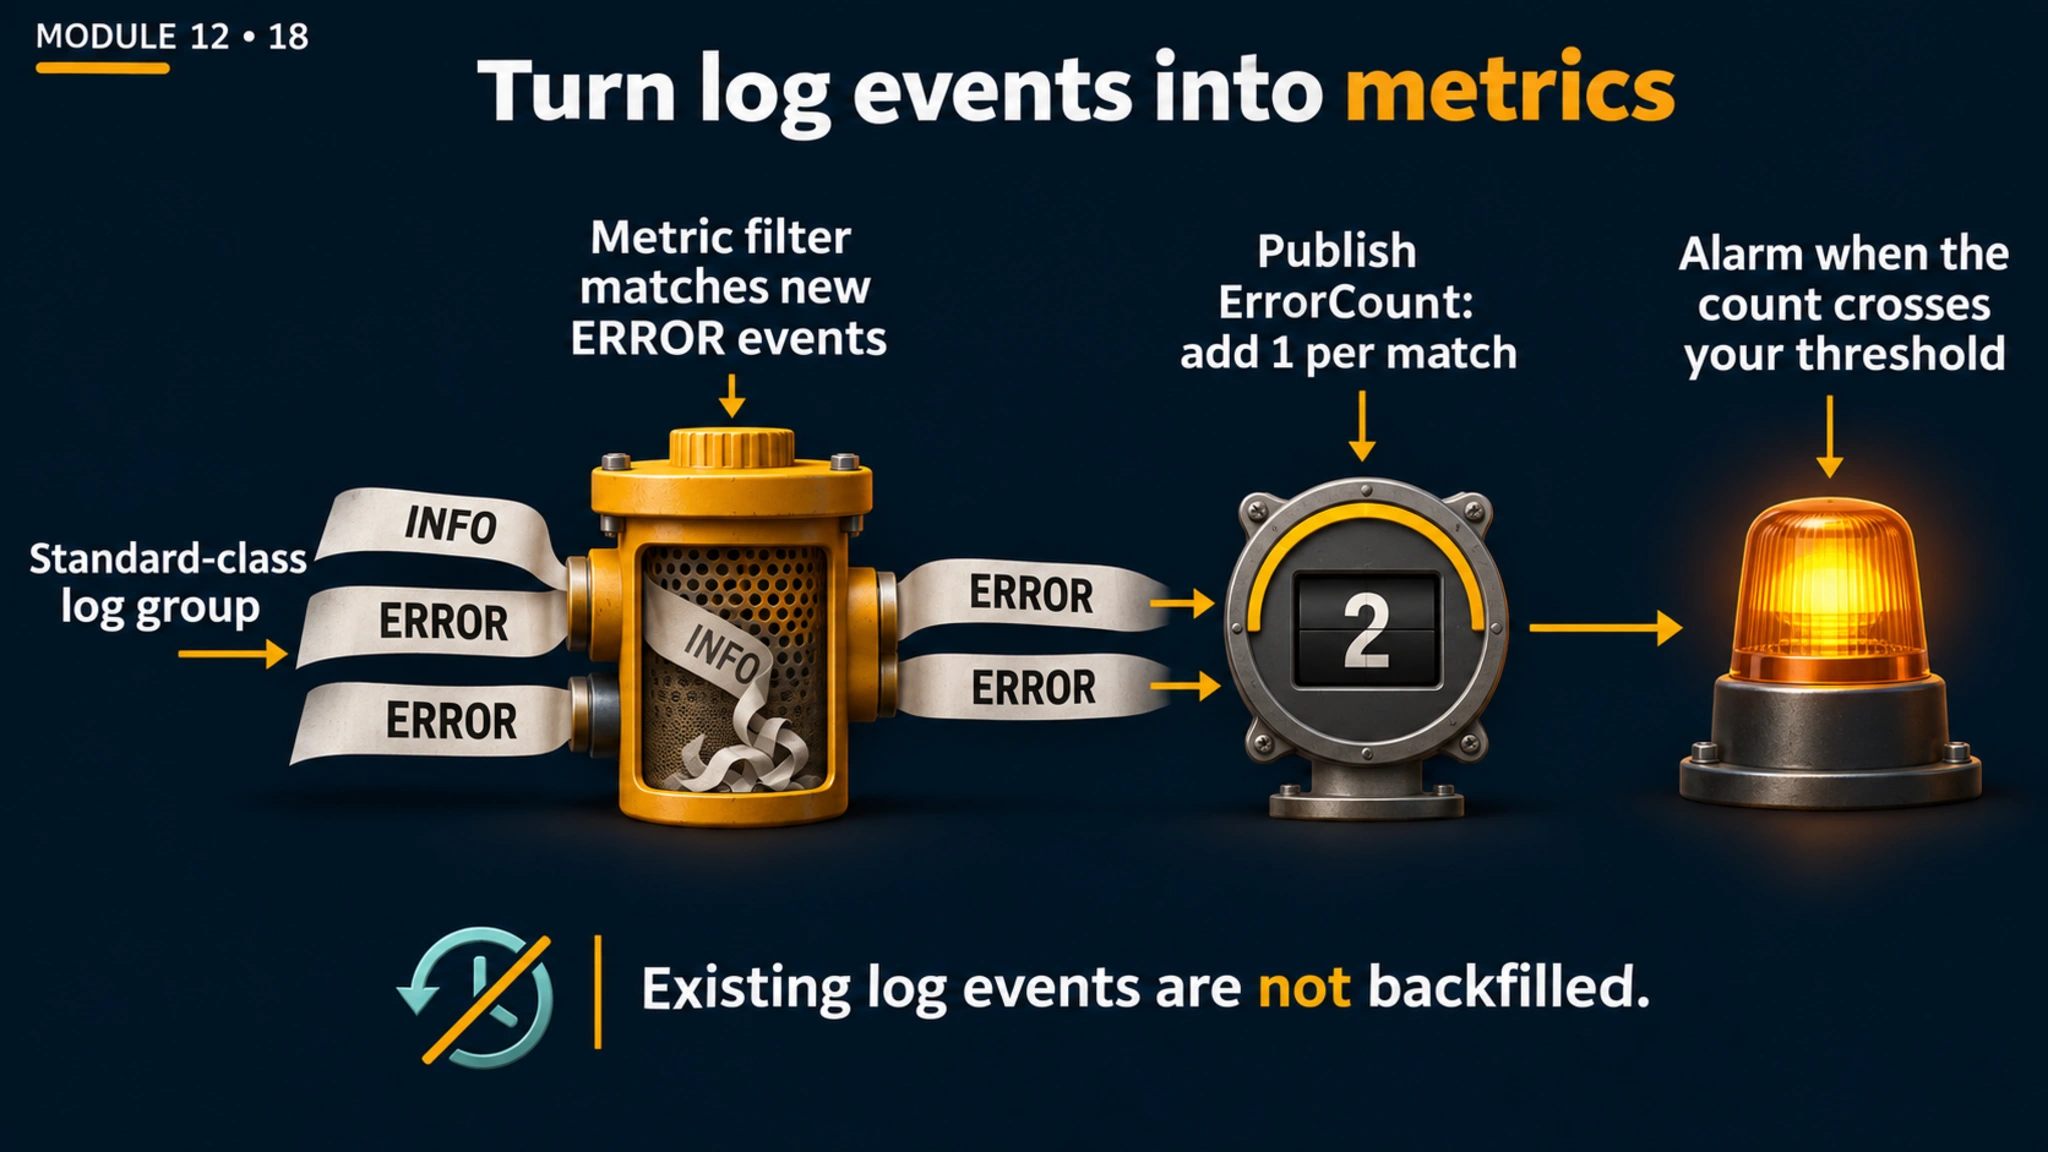 MODULE 12 • 18
Turn log events into metrics
Metric filter
matches new
ERROR events
Publish
ErrorCount:
add 1 per match
Alarm when the
count crosses
your threshold
Standard-class
log group
INFO
ERROR
ERROR
INFO
ERROR
ERROR
2
Existing log events are not backfilled.